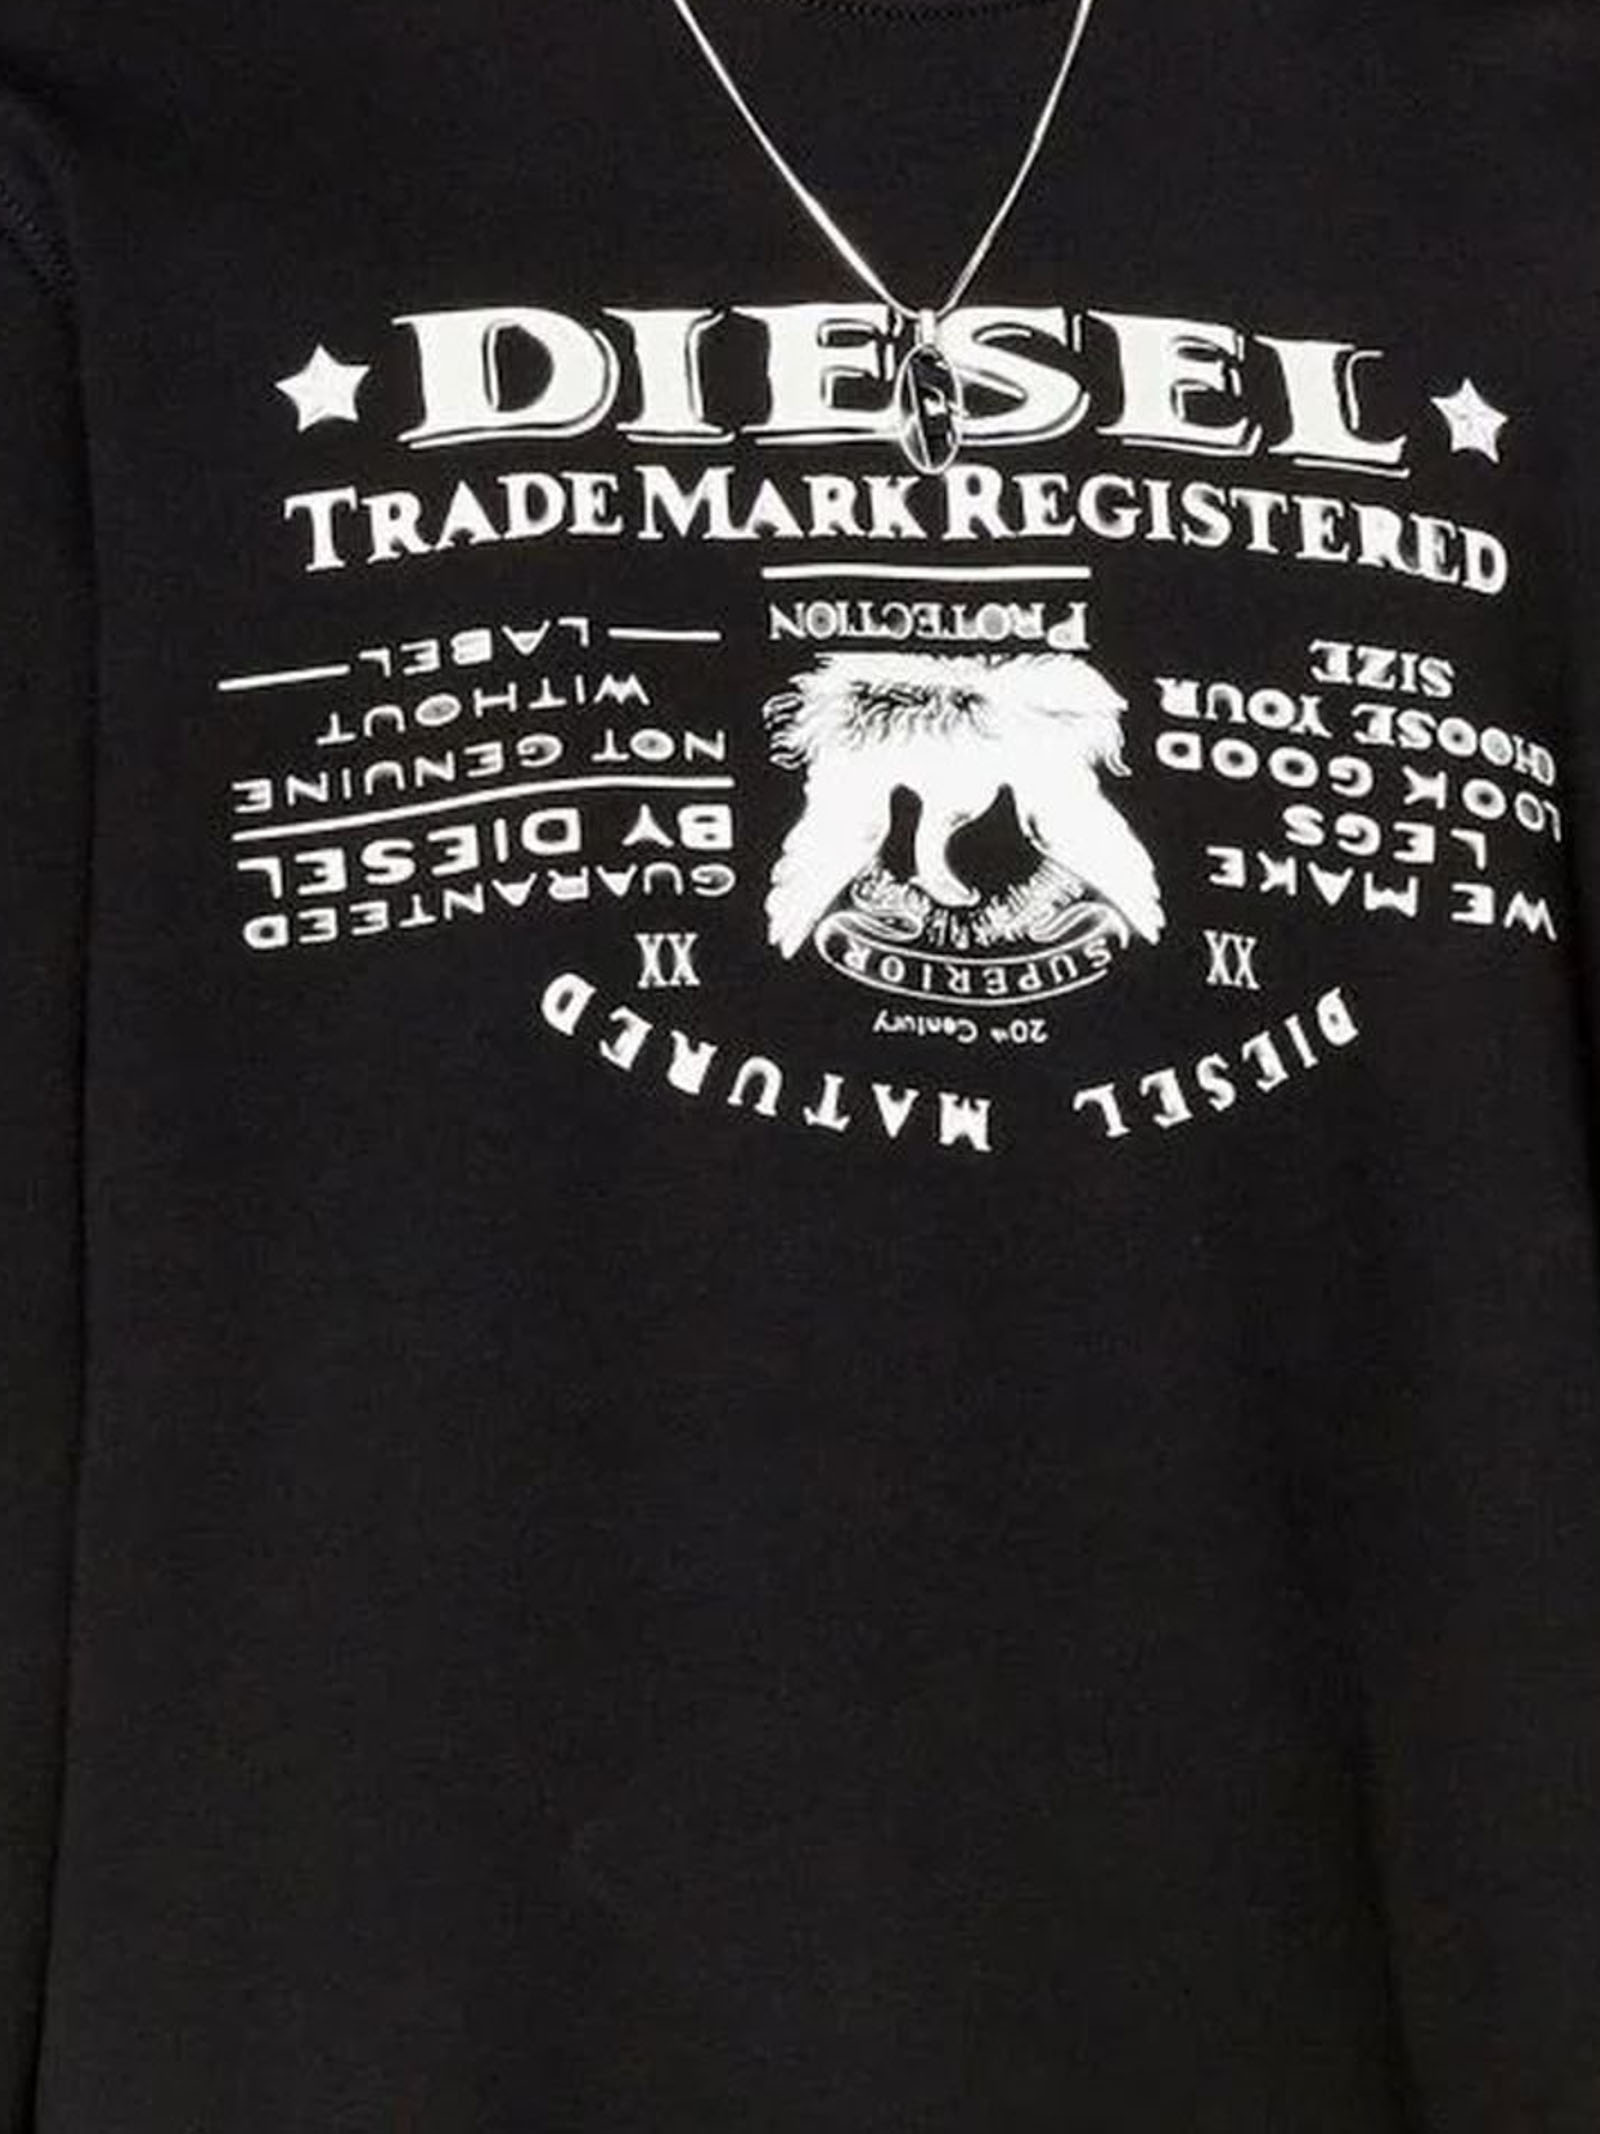 DIESEL
TRADE MARK REGISTERED
DIESEL MATURED
20th Century
SUPERIOR
XX
XX
WE MAKE
LEGS
LOOK GOOD
CHOOSE YOUR
SIZE
GUARANTEED
BY DIESEL
NOT GENUINE
WITHOUT
LABEL
PROTECTION